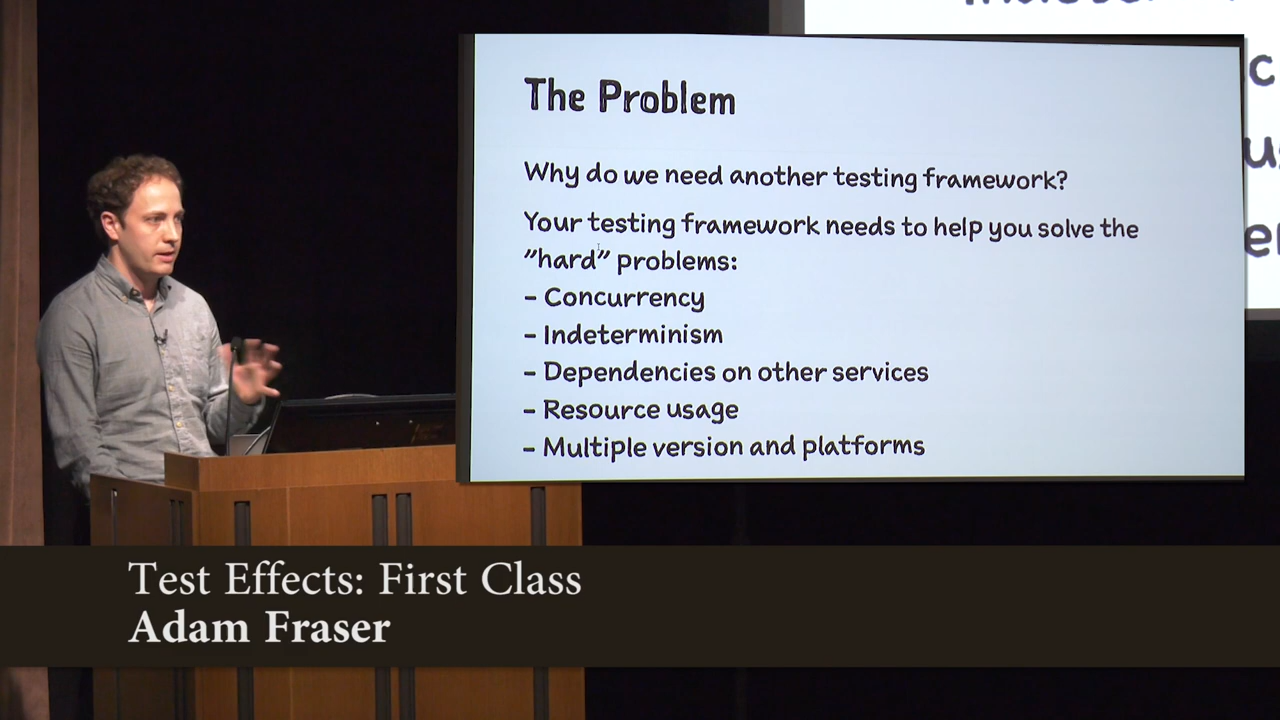 The Problem
Why do we need another testing framework?
Your testing framework needs to help you solve the
"hard" problems:
- Concurrency
- Indeterminism
- Dependencies on other services
- Resource usage
- Multiple version and platforms
Test Effects: First Class
Adam Fraser